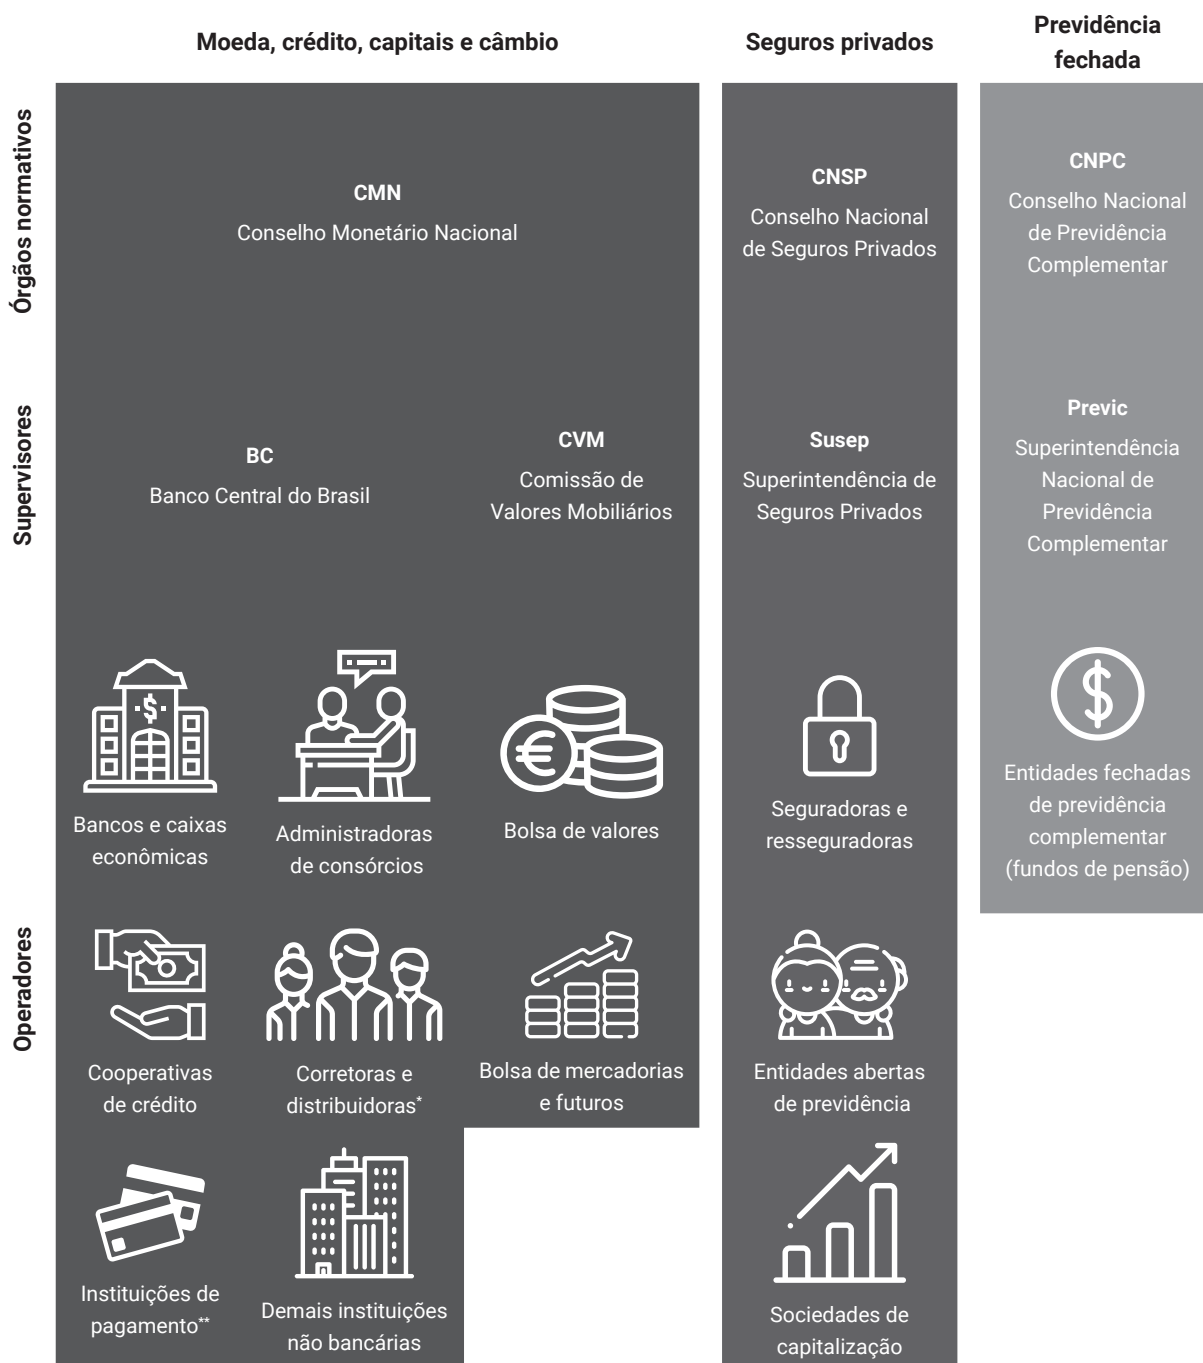 Moeda, crédito, capitais e câmbio
Seguros privados
Previdência
fechada
Órgãos normativos
CMN
Conselho Monetário Nacional
CNSP
Conselho Nacional
de Seguros Privados
CNPC
Conselho Nacional
de Previdência
Complementar
Supervisores
BC
Banco Central do Brasil
CVM
Comissão de
Valores Mobiliários
Susep
Superintendência de
Seguros Privados
Previc
Superintendência
Nacional de
Previdência
Complementar
Operadores
Bancos e caixas
econômicas
Administradoras
de consórcios
Bolsa de valores
Seguradoras e
resseguradoras
Entidades fechadas
de previdência
complementar
(fundos de pensão)
Cooperativas
de crédito
Corretoras e
distribuidoras*
Bolsa de mercadorias
e futuros
Entidades abertas
de previdência
Instituições de
pagamento**
Demais instituições
não bancárias
Sociedades de
capitalização